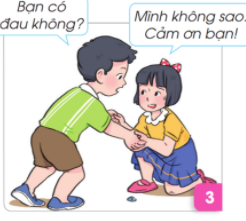 Bạn có
đau không?
Mình không sao.
Cảm ơn bạn!
3